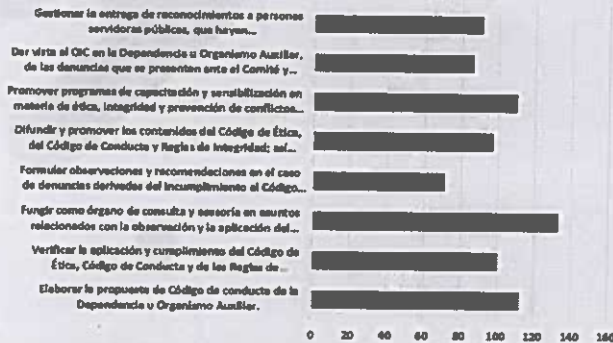 Gestionar la entrega de reconocimientos a personas
servidoras públicas, que hayan...
Dar vista al OIC en la Dependencia u Organismo Auxiliar,
de las denuncias que se presenten ante el Comité y...
Promover programas de capacitación y sensibilización en
materia de ética, integridad y prevención de conflictos...
Difundir y promover los contenidos del Código de Ética,
del Código de Conducta y Reglas de Integridad; así...
Formular observaciones y recomendaciones en el caso
de denuncias derivadas del incumplimiento al Código...
Fungir como órgano de consulta y asesoría en asuntos
relacionados con la observación y la aplicación del...
Verificar la aplicación y cumplimiento del Código de
Ética, Código de Conducta y de las Reglas de...
Elaborar la propuesta de Código de conducta de la
Dependencia u Organismo Auxiliar.
0 20 40 60 80 100 120 140 160